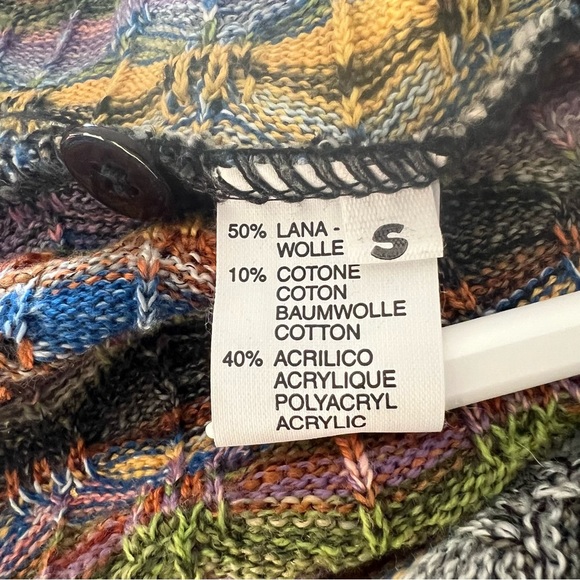 50% LANA -
WOLLE
S
10% COTONE
COTON
BAUMWOLLE
COTTON
40% ACRILICO
ACRYLIQUE
POLYACRYL
ACRYLIC